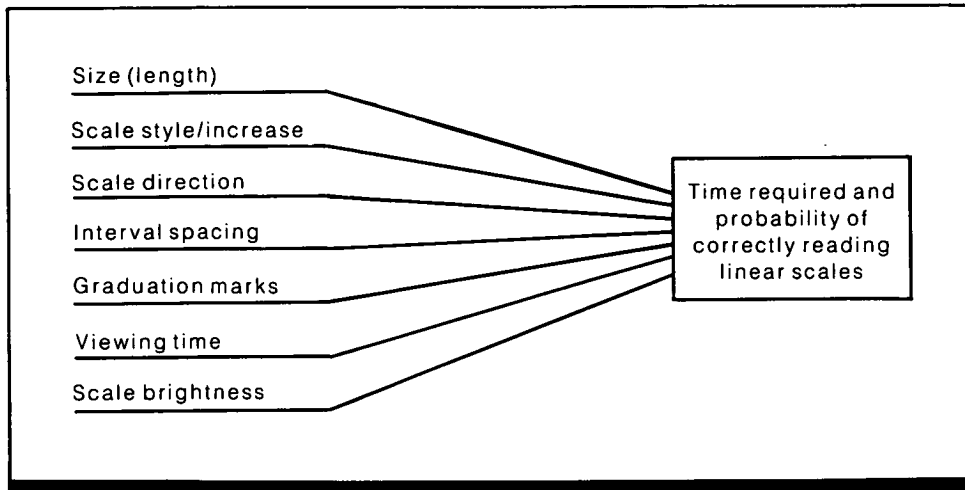 Size (length)
Scale style/increase
Scale direction
Interval spacing
Graduation marks
Viewing time
Scale brightness
Time required and
probability of
correctly reading
linear scales